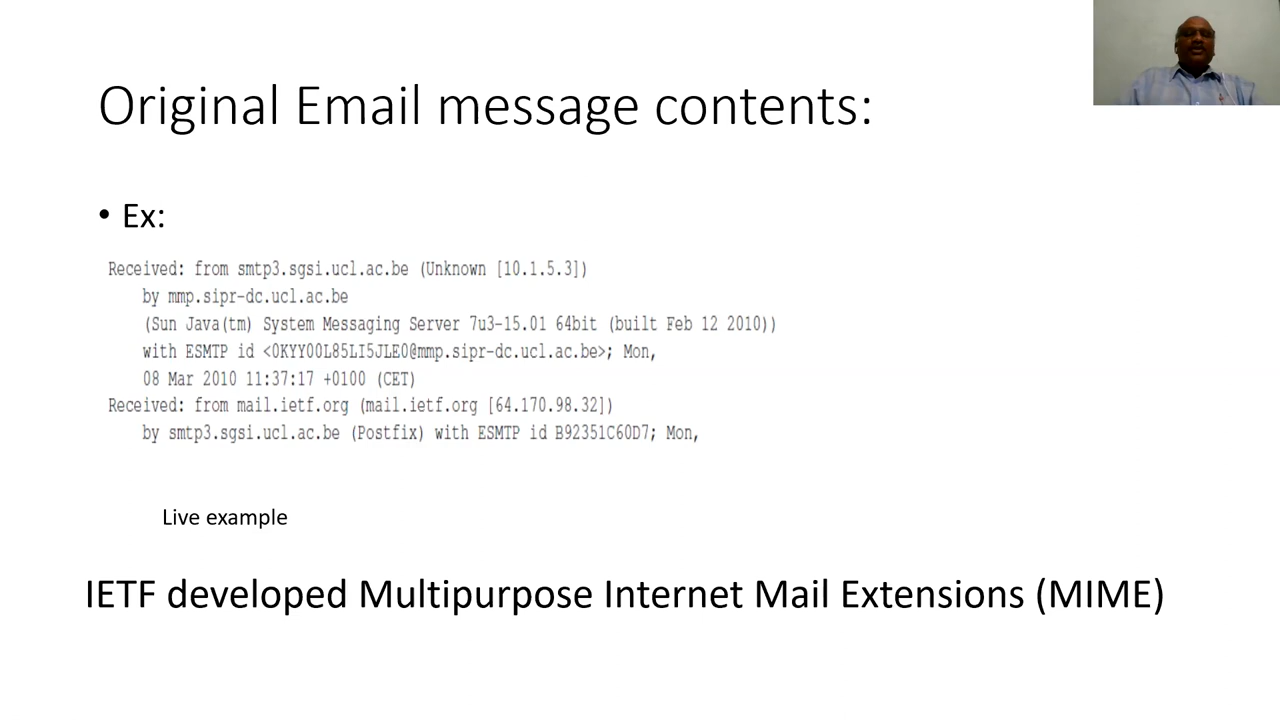 Original Email message contents:
• Ex:
Received: from smtp3.sgsi.ucl.ac.be (Unknown [10.1.5.3])
by mmp.sipr-dc.ucl.ac.be
(Sun Java(tm) System Messaging Server 7u3-15.01 64bit (built Feb 12 2010))
with ESMTP id <0KYY00L85LI5JLE0@mmp.sipr-dc.ucl.ac.be>; Mon,
08 Mar 2010 11:37:17 +0100 (CET)
Received: from mail.ietf.org (mail.ietf.org [64.170.98.32])
by smtp3.sgsi.ucl.ac.be (Postfix) with ESMTP id B92351C60D7; Mon,
Live example
IETF developed Multipurpose Internet Mail Extensions (MIME)